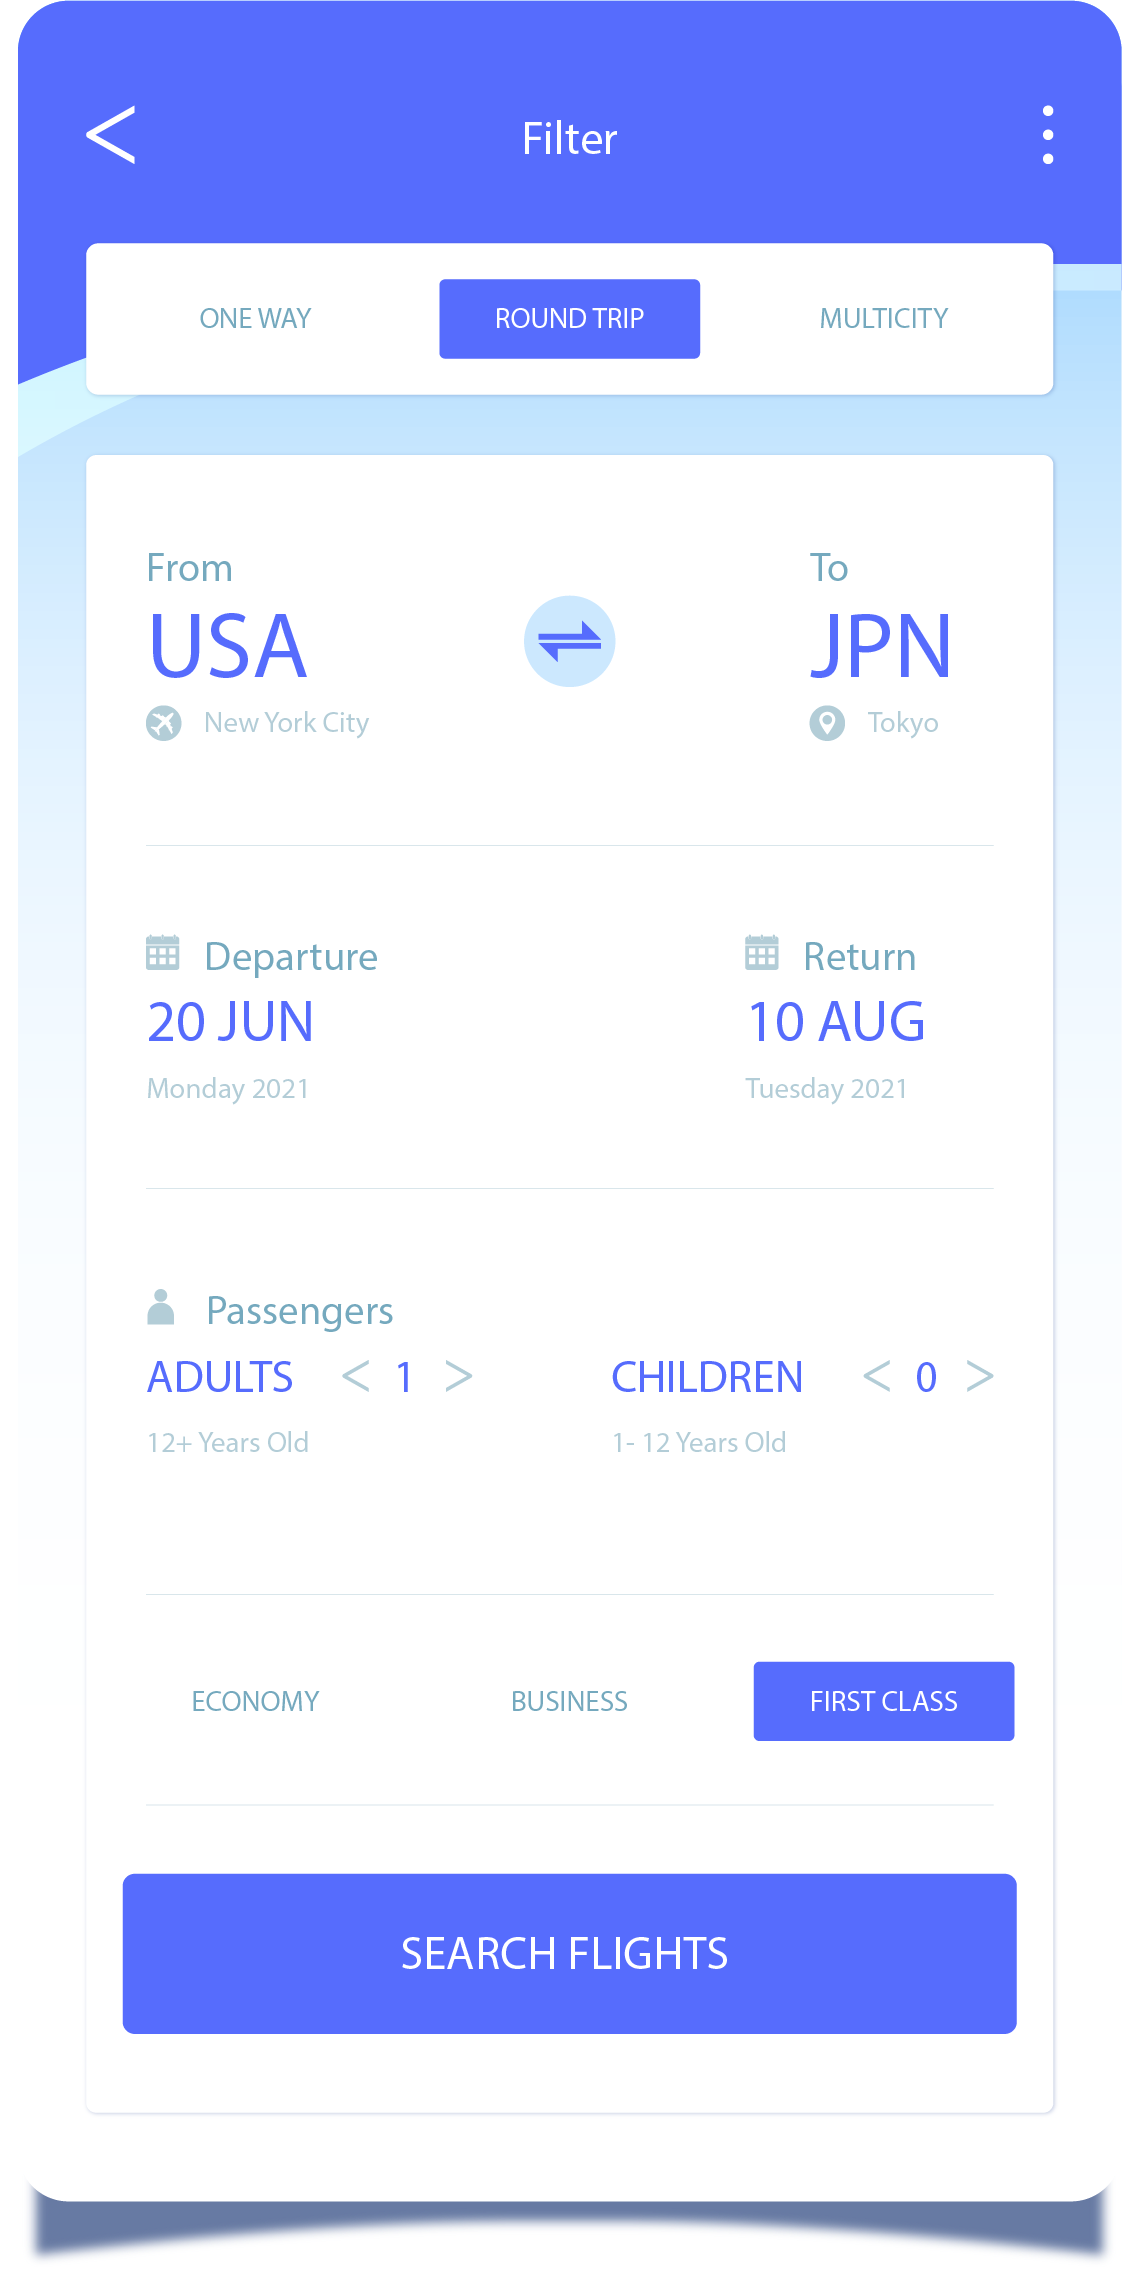 Filter
ONE WAY
ROUND TRIP
MULTICITY
From
To
USA
JPN
New York City
Tokyo
Departure
Return
20 JUN
10 AUG
Monday 2021
Tuesday 2021
Passengers
ADULTS < 1 >
CHILDREN < 0 >
12+ Years Old
1- 12 Years Old
ECONOMY
BUSINESS
FIRST CLASS
SEARCH FLIGHTS